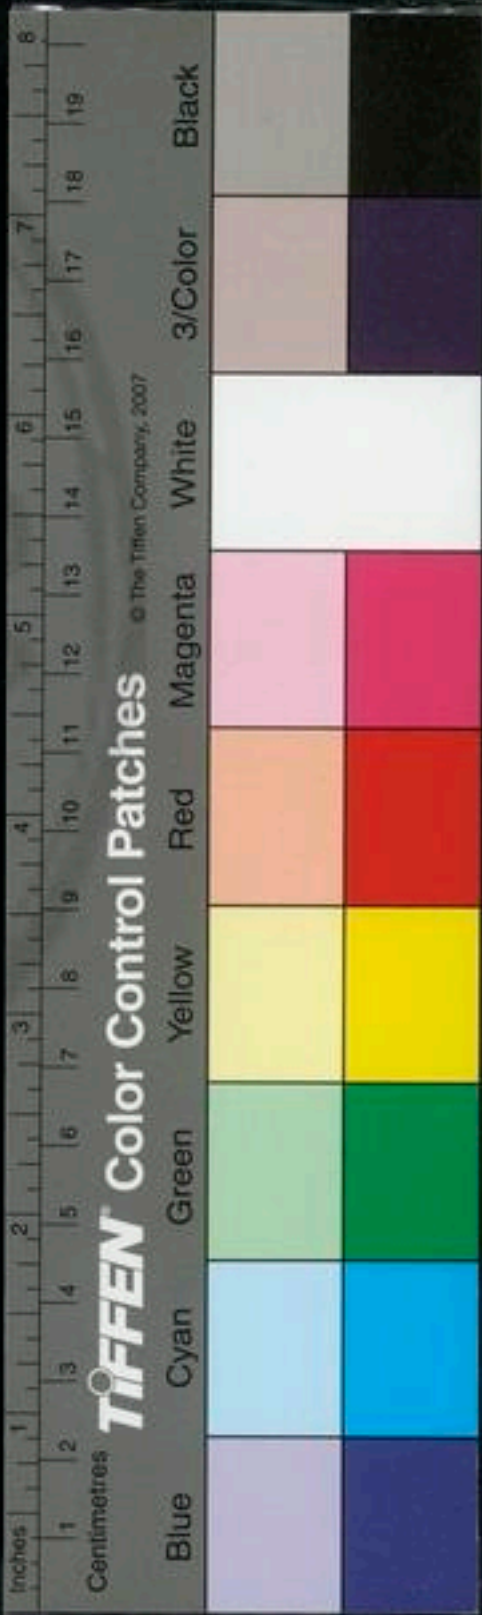 Inches 1 2 3 4 5 6 7 8
Centimetres 1 2 3 4 5 6 7 8 9 10 11 12 13 14 15 16 17 18 19
TIFFEN® Color Control Patches © The Tiffen Company, 2007
Blue Cyan Green Yellow Red Magenta White 3/Color Black